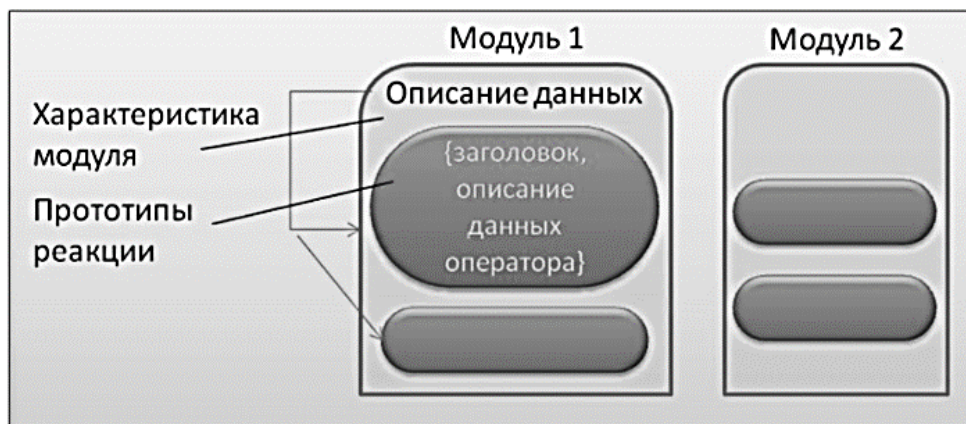 Модуль 1
Модуль 2
Описание данных
Характеристика
модуля
Прототипы
реакции
{заголовок,
описание
данных
оператора}